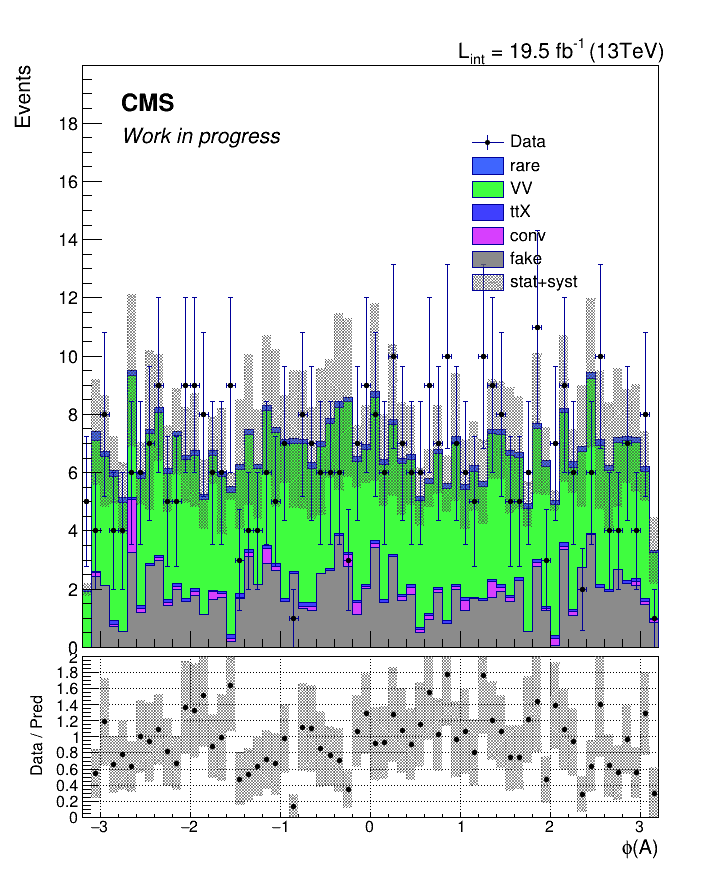 L_int = 19.5 fb^-1 (13TeV)
Events
CMS
Work in progress
Data
rare
VV
ttX
conv
fake
stat+syst
18
16
14
12
10
8
6
4
2
0
Data / Pred
2
1.8
1.6
1.4
1.2
1
0.8
0.6
0.4
0.2
0
−3 −2 −1 0 1 2 3
ϕ(A)